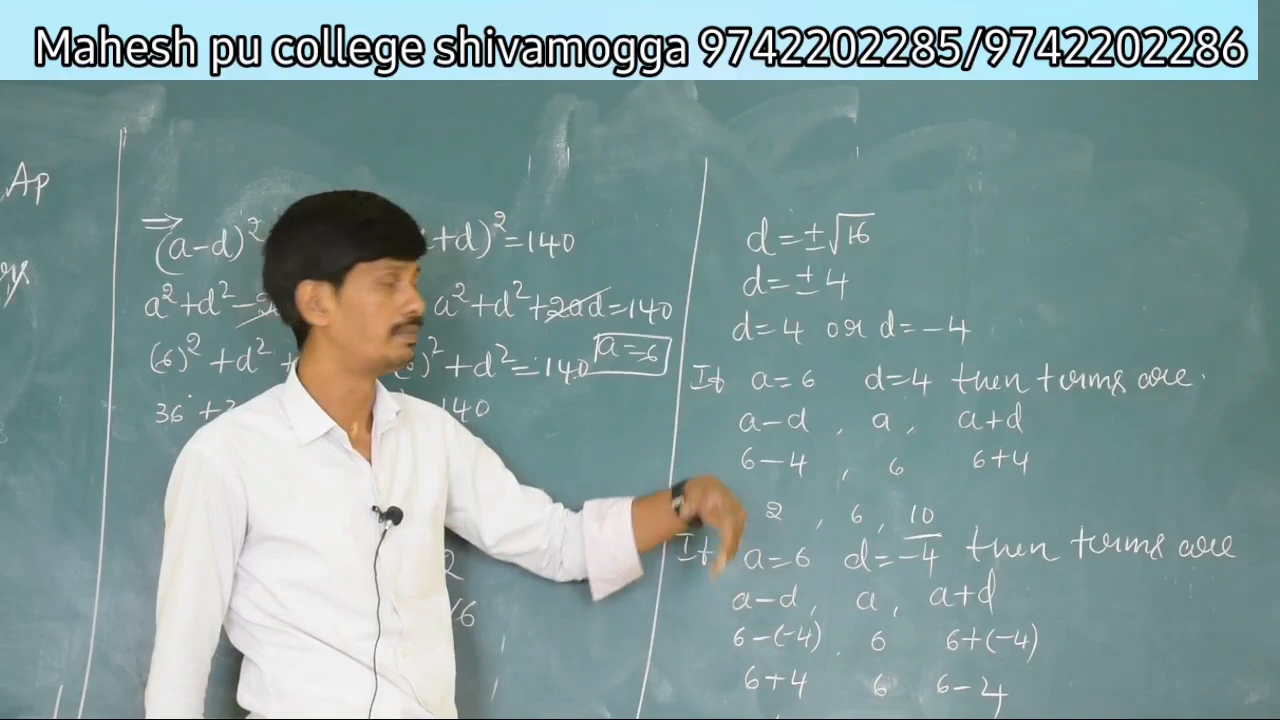 Mahesh pu college shivamogga 9742202285/9742202286
Ap
(a-d)² +d)²=140
a²+d² a²+d²+2ad=140
(6)²+d²+ )²+d²=140 a=6
36+ 140
d=±√16
d=±4
d=4 or d=-4
If a=6 d=4 then terms are.
a-d , a , a+d
6-4 , 6 6+4
2 , 6 , 10
If a=6 d=-4 then terms are
a-d , a , a+d
6-(-4) . 6 6+(-4)
6+4 6 6-4